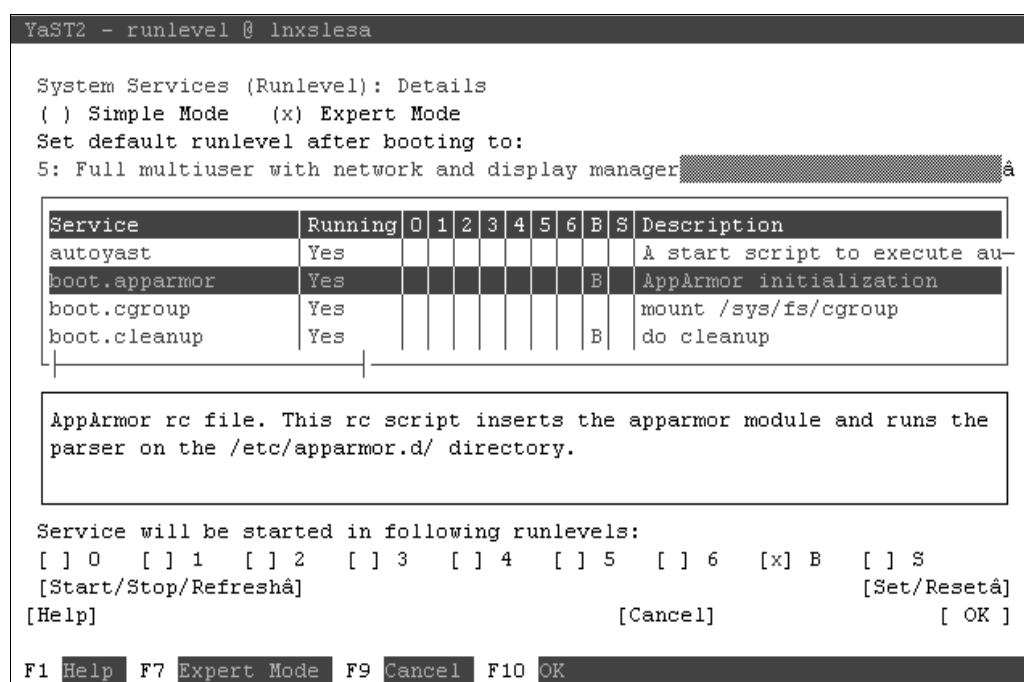 YaST2 - runlevel @ lnxslesa
System Services (Runlevel): Details
( ) Simple Mode (x) Expert Mode
Set default runlevel after booting to:
5: Full multiuser with network and display manager â
Service Running 0 1 2 3 4 5 6 B S Description
autoyast Yes A start script to execute au
boot.apparmor Yes B AppArmor initialization
boot.cgroup Yes mount /sys/fs/cgroup
boot.cleanup Yes B do cleanup
AppArmor rc file. This rc script inserts the apparmor module and runs the
parser on the /etc/apparmor.d/ directory.
Service will be started in following runlevels:
[ ] 0 [ ] 1 [ ] 2 [ ] 3 [ ] 4 [ ] 5 [ ] 6 [x] B [ ] S
[Start/Stop/Refreshâ] [Set/Resetâ]
[Help] [Cancel] [ OK ]
F1 Help F7 Expert Mode F9 Cancel F10 OK